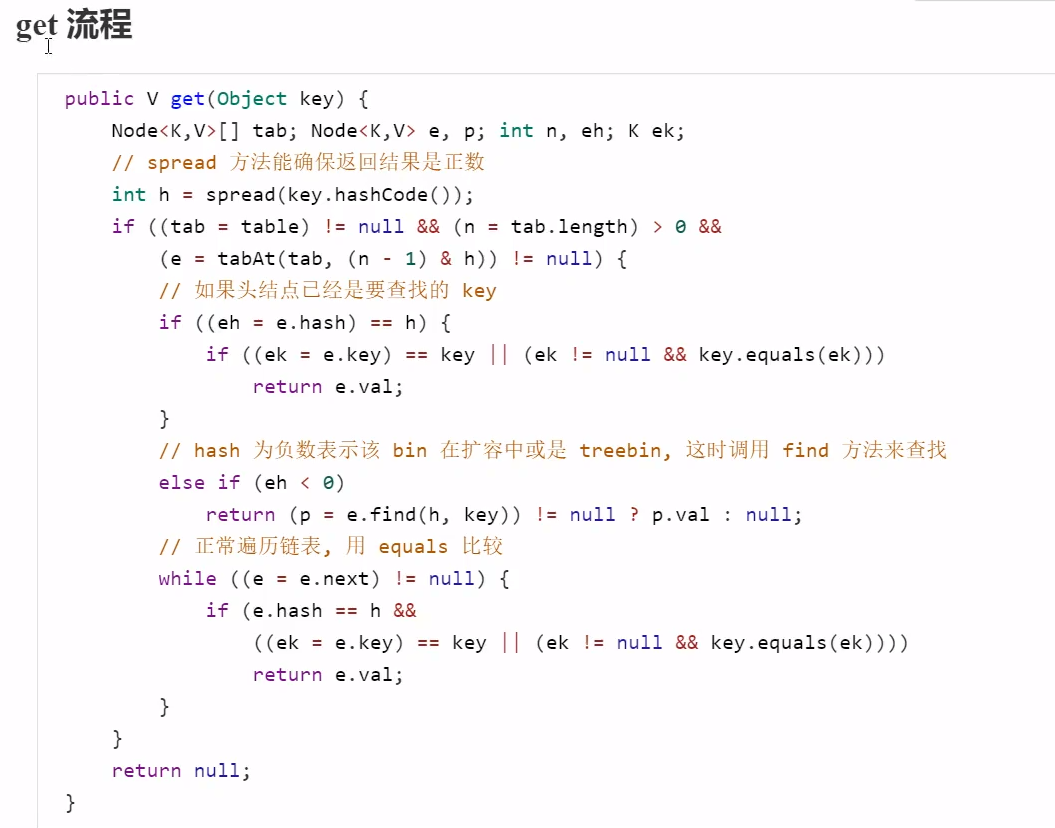 get 流程
public V get(Object key) {
    Node<K,V>[] tab; Node<K,V> e, p; int n, eh; K ek;
    // spread 方法能确保返回结果是正数
    int h = spread(key.hashCode());
    if ((tab = table) != null && (n = tab.length) > 0 &&
        (e = tabAt(tab, (n - 1) & h)) != null) {
        // 如果头结点已经是要查找的 key
        if ((eh = e.hash) == h) {
            if ((ek = e.key) == key || (ek != null && key.equals(ek)))
                return e.val;
        }
        // hash 为负数表示该 bin 在扩容中或是 treebin, 这时调用 find 方法来查找
        else if (eh < 0)
            return (p = e.find(h, key)) != null ? p.val : null;
        // 正常遍历链表, 用 equals 比较
        while ((e = e.next) != null) {
            if (e.hash == h &&
                ((ek = e.key) == key || (ek != null && key.equals(ek))))
                return e.val;
        }
    }
    return null;
}